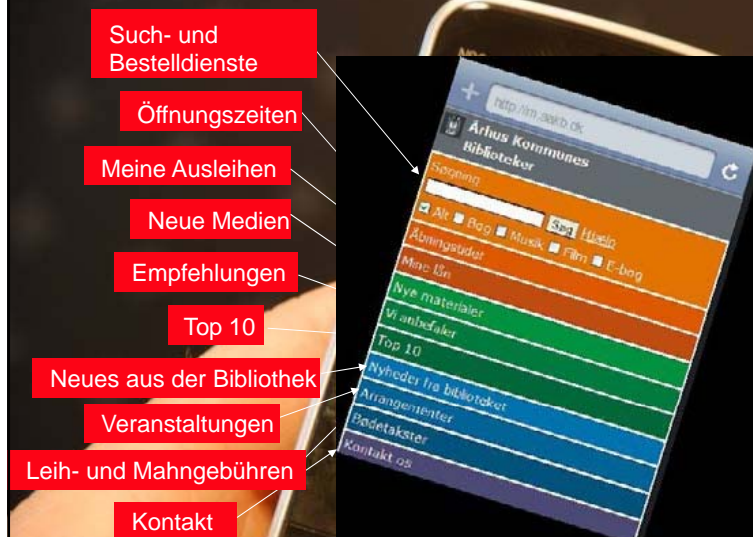 Such- und
Bestelldienste
Öffnungszeiten
Meine Ausleihen
Neue Medien
Empfehlungen
Top 10
Neues aus der Bibliothek
Veranstaltungen
Leih- und Mahngebühren
Kontakt
http://m.aakb.dk
Århus Kommunes
Biblioteker
Søgning
Søg Hjælp
Alt Bog Musik Film E-bog
Åbningstider
Mine lån
Nye materialer
Vi anbefaler
Top 10
Nyheder fra biblioteket
Arrangementer
Bødetakster
Kontakt os